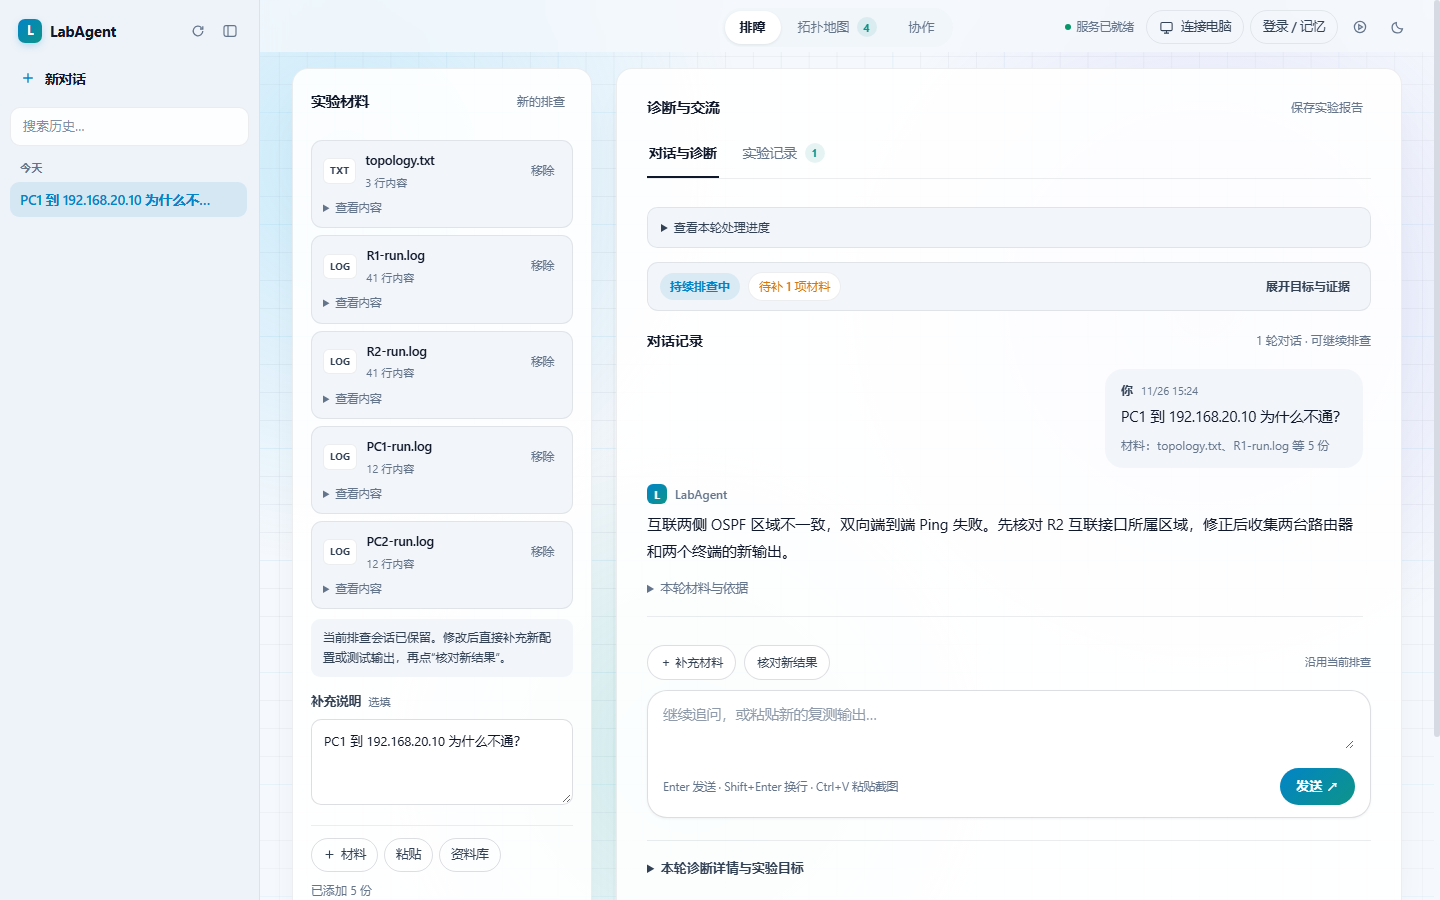 L LabAgent
+ 新对话
搜索历史...
今天
PC1 到 192.168.20.10 为什么不...
排障
拓扑地图 4
协作
服务已就绪
连接电脑
登录 / 记忆
实验材料
新的排查
TXT
topology.txt
3 行内容
移除
查看内容
LOG
R1-run.log
41 行内容
移除
查看内容
LOG
R2-run.log
41 行内容
移除
查看内容
LOG
PC1-run.log
12 行内容
移除
查看内容
LOG
PC2-run.log
12 行内容
移除
查看内容
当前排查会话已保留。修改后直接补充新配
置或测试输出，再点“核对新结果”。
补充说明 选填
PC1 到 192.168.20.10 为什么不通？
+ 材料
粘贴
资料库
已添加 5 份
诊断与交流
保存实验报告
对话与诊断
实验记录 1
查看本轮处理进度
持续排查中
待补 1 项材料
展开目标与证据
对话记录
1 轮对话 · 可继续排查
你 11/26 15:24
PC1 到 192.168.20.10 为什么不通？
材料：topology.txt、R1-run.log 等 5 份
L LabAgent
互联两侧 OSPF 区域不一致，双向端到端 Ping 失败。先核对 R2 互联接口所属区域，修正后收集两台路由器
和两个终端的新输出。
本轮材料与依据
+ 补充材料
核对新结果
沿用当前排查
继续追问，或粘贴新的复测输出...
Enter 发送 · Shift+Enter 换行 · Ctrl+V 粘贴截图
发送 ↗
本轮诊断详情与实验目标